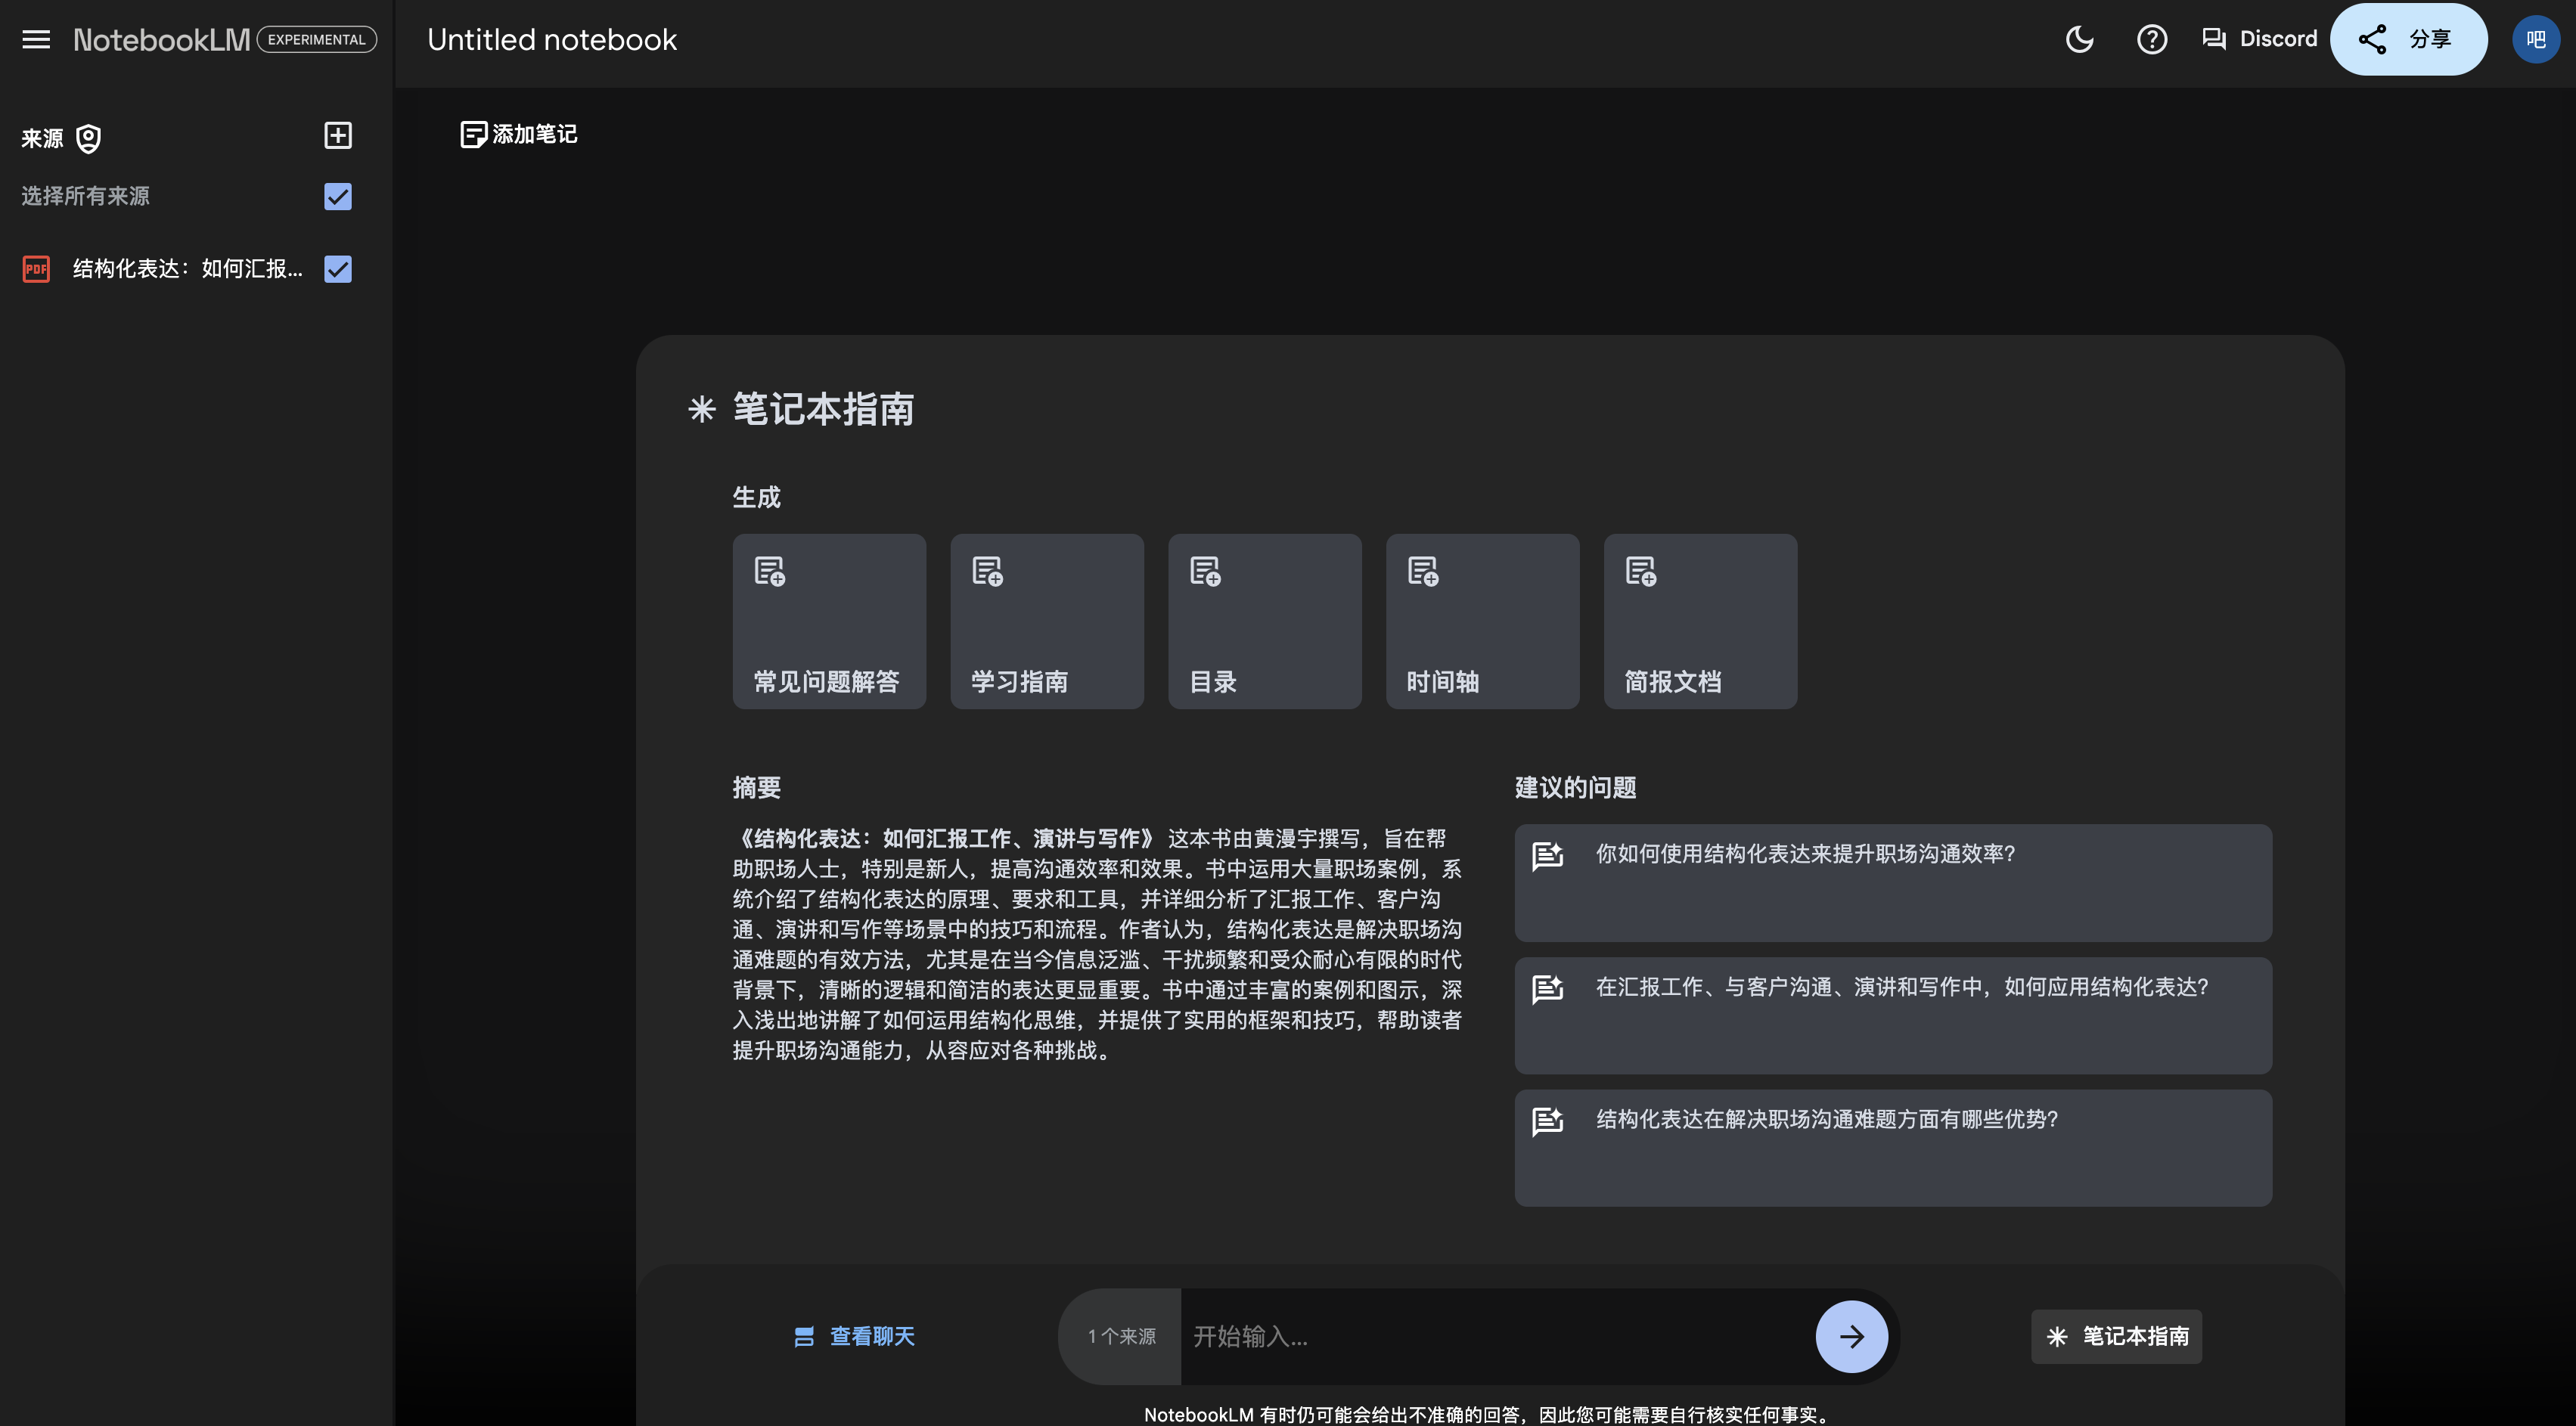 NotebookLM EXPERIMENTAL
Untitled notebook
Discord
分享
吧
来源
选择所有来源
PDF 结构化表达：如何汇报...
添加笔记
笔记本指南
生成
常见问题解答
学习指南
目录
时间轴
简报文档
摘要
《结构化表达：如何汇报工作、演讲与写作》 这本书由黄漫宇撰写，旨在帮
助职场人士，特别是新人，提高沟通效率和效果。书中运用大量职场案例，系
统介绍了结构化表达的原理、要求和工具，并详细分析了汇报工作、客户沟
通、演讲和写作等场景中的技巧和流程。作者认为，结构化表达是解决职场沟
通难题的有效方法，尤其是在当今信息泛滥、干扰频繁和受众耐心有限的时代
背景下，清晰的逻辑和简洁的表达更显重要。书中通过丰富的案例和图示，深
入浅出地讲解了如何运用结构化思维，并提供了实用的框架和技巧，帮助读者
提升职场沟通能力，从容应对各种挑战。
建议的问题
你如何使用结构化表达来提升职场沟通效率?
在汇报工作、与客户沟通、演讲和写作中，如何应用结构化表达?
结构化表达在解决职场沟通难题方面有哪些优势?
查看聊天
1 个来源
开始输入...
笔记本指南
NotebookLM 有时仍可能会给出不准确的回答，因此您可能需要自行核实任何事实。